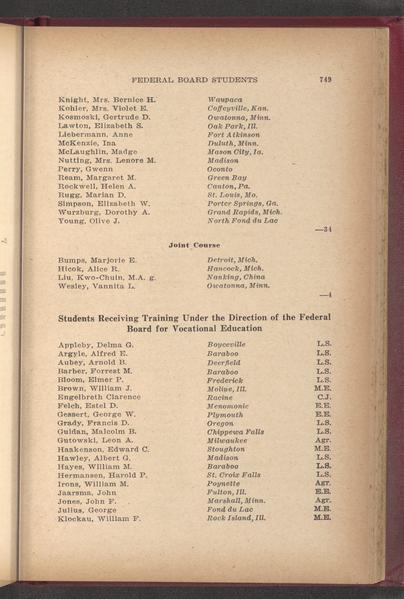 FEDERAL BOARD STUDENTS 749
Knight, Mrs. Bernice H. Waupaca
Kohler, Mrs. Violet E. Coffeyville, Kan.
Kosmoski, Gertrude D. Owatonna, Minn.
Lawton, Elizabeth S. Oak Park, Ill.
Liebermann, Anne Fort Atkinson
McKenzie, Ina Duluth, Minn.
McLaughlin, Madge Mason City, Ia.
Nutting, Mrs. Lenore M. Madison
Perry, Gwenn Oconto
Ream, Margaret M. Green Bay
Rockwell, Helen A. Canton, Pa.
Rugg, Marian D. St. Louis, Mo.
Simpson, Elizabeth W. Porter Springs, Ga.
Wurzburg, Dorothy A. Grand Rapids, Mich.
Young, Olive J. North Fond du Lac
—34
Joint Course
Bumps, Marjorie E. Detroit, Mich.
Hicok, Alice R. Hancock, Mich.
Liu, Kwo-Chuin, M.A. g. Nanking, China
Wesley, Vannita L. Owatonna, Minn.
—4
Students Receiving Training Under the Direction of the Federal
Board for Vocational Education
Appleby, Delma G. Boyceville L.S.
Argyle, Alfred E. Baraboo L.S.
Aubey, Arnold B. Deerfield L.S.
Barber, Forrest M. Baraboo L.S.
Bloom, Elmer P. Frederick L.S.
Brown, William J. Moline, Ill. M.E.
Engelbreth Clarence Racine C.J.
Felch, Estel D. Menomonie E.E.
Gessert, George W. Plymouth E.E.
Grady, Francis D. Oregon L.S.
Guidan, Malcolm B. Chippewa Falls L.S.
Gutowski, Leon A. Milwaukee Agr.
Haakenson, Edward C. Stoughton M.E.
Hawley, Albert G. Madison L.S.
Hayes, William M. Baraboo L.S.
Hermansen, Harold P. St. Croix Falls L.S.
Irons, William M. Poynette Agr.
Jaarsma, John Fulton, Ill. E.E.
Jones, John F. Marshall, Minn. Agr.
Julius, George Fond du Lac M.E.
Klockau, William F. Rock Island, Ill. M.E.